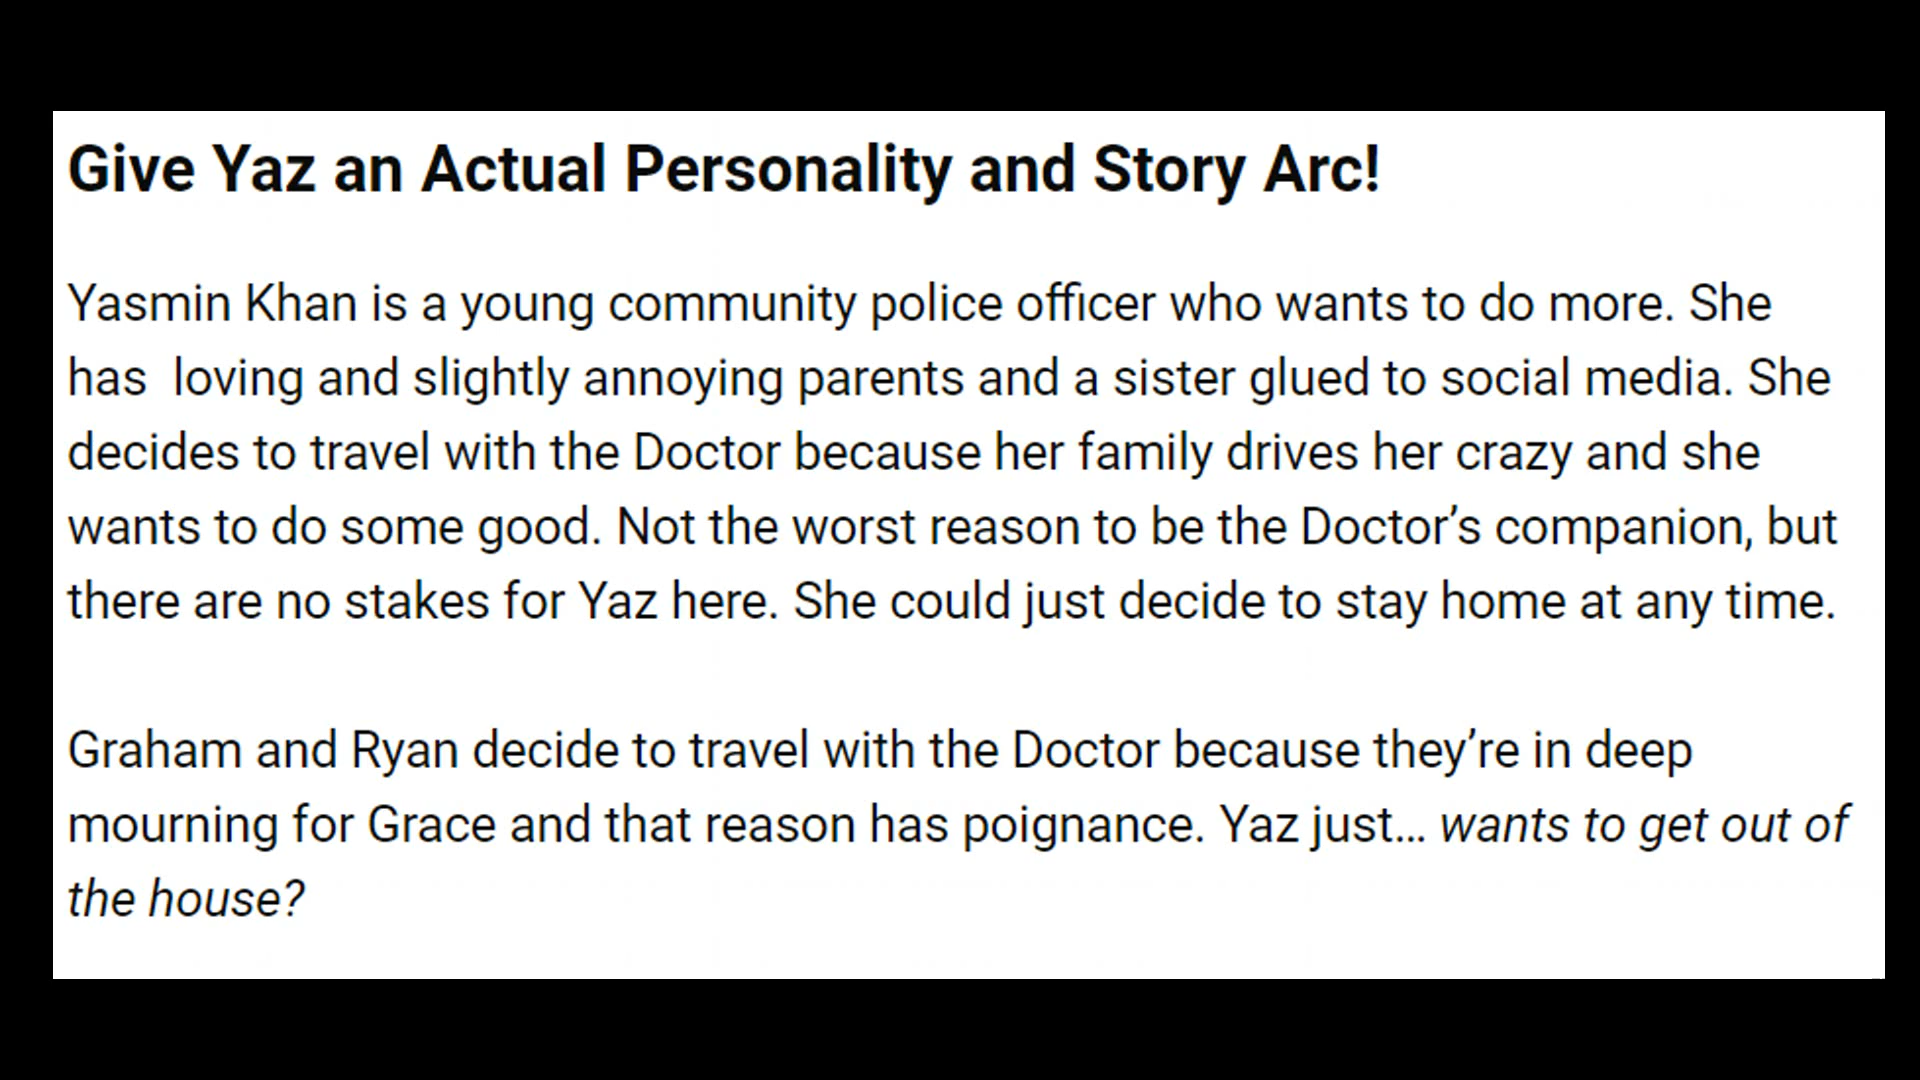 Give Yaz an Actual Personality and Story Arc!
Yasmin Khan is a young community police officer who wants to do more. She
has  loving and slightly annoying parents and a sister glued to social media. She
decides to travel with the Doctor because her family drives her crazy and she
wants to do some good. Not the worst reason to be the Doctor’s companion, but
there are no stakes for Yaz here. She could just decide to stay home at any time.
Graham and Ryan decide to travel with the Doctor because they’re in deep
mourning for Grace and that reason has poignance. Yaz just… wants to get out of
the house?